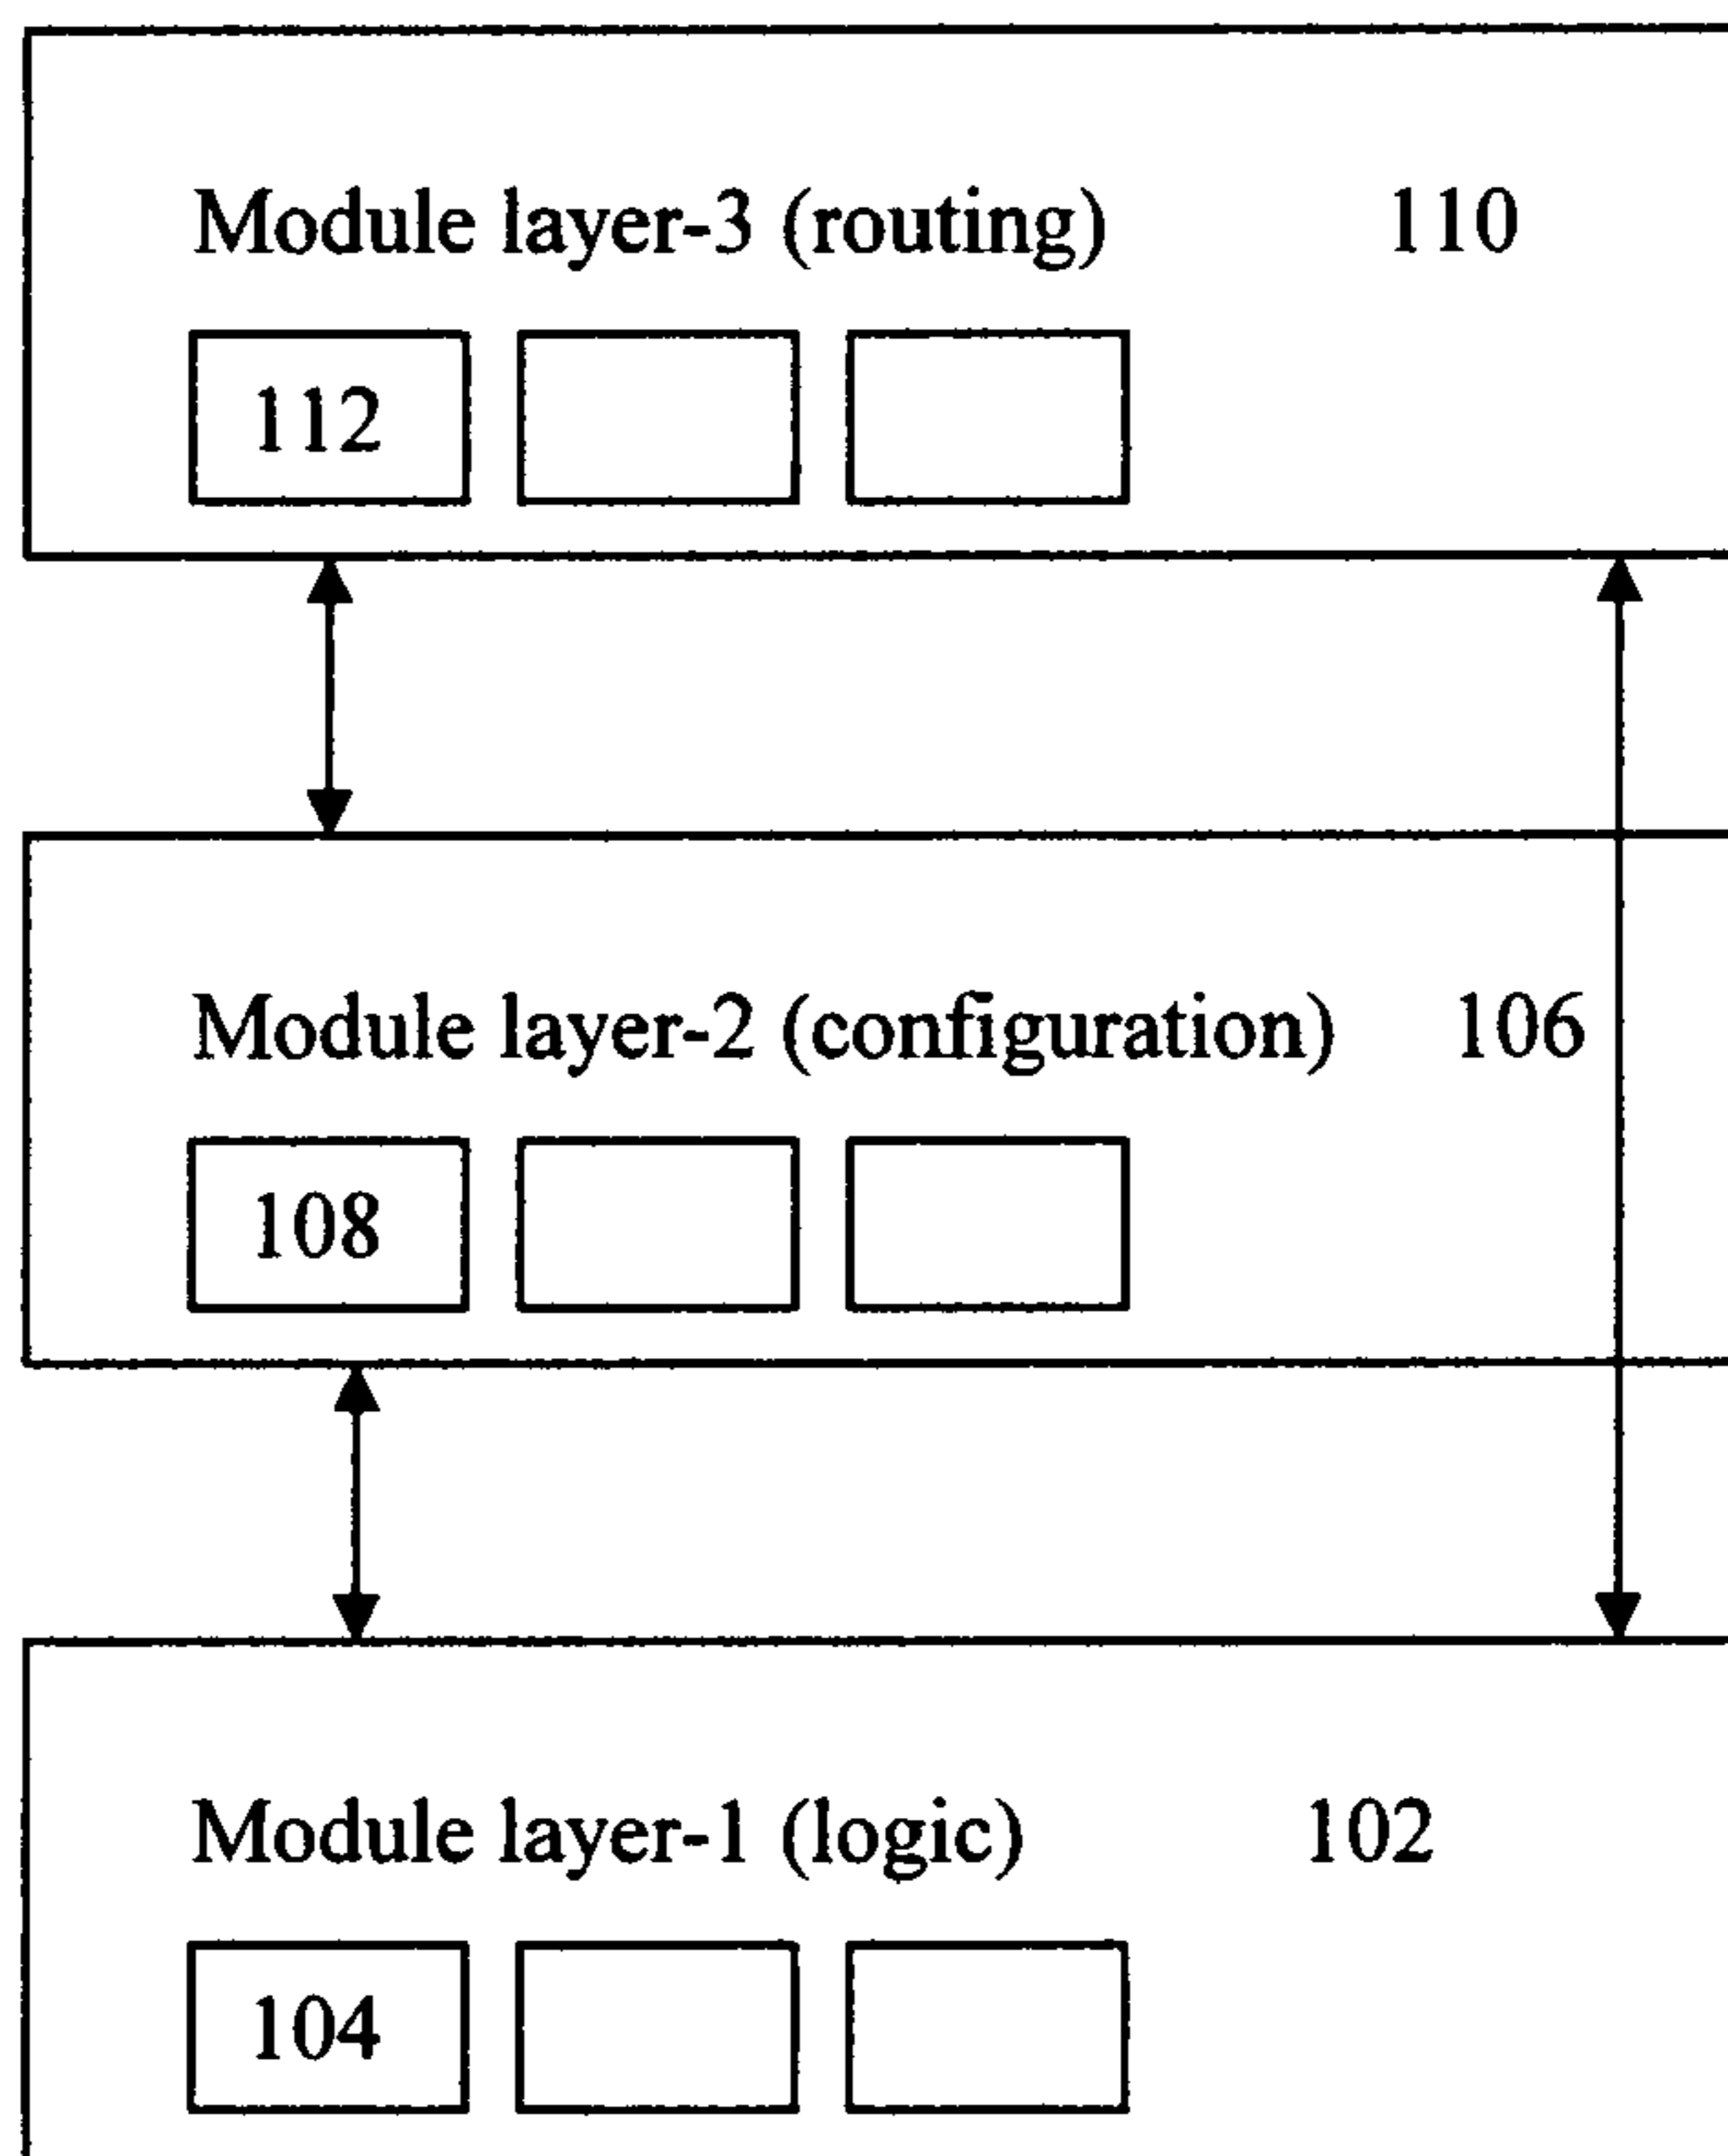 Module layer-3 (routing) 110
112
Module layer-2 (configuration) 106
108
Module layer-1 (logic) 102
104